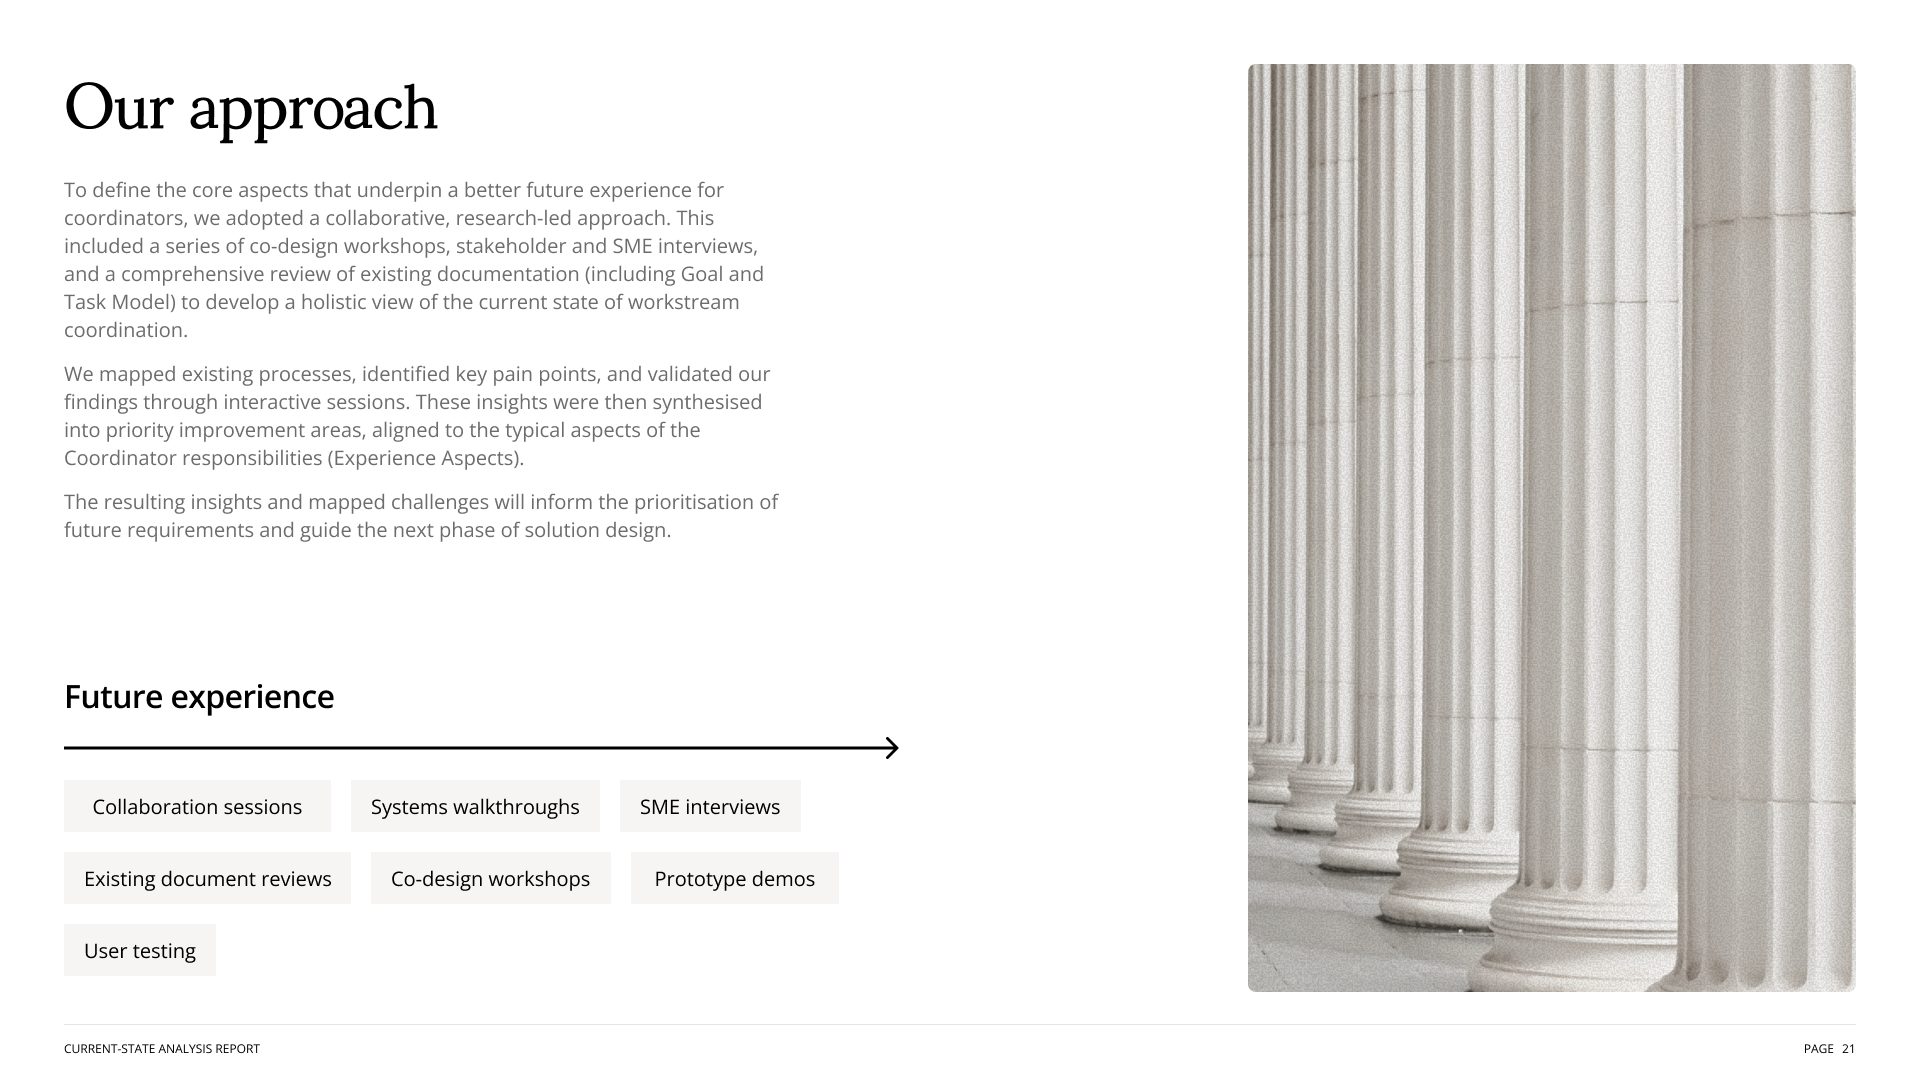 Our approach
To define the core aspects that underpin a better future experience for
coordinators, we adopted a collaborative, research-led approach. This
included a series of co-design workshops, stakeholder and SME interviews,
and a comprehensive review of existing documentation (including Goal and
Task Model) to develop a holistic view of the current state of workstream
coordination.
We mapped existing processes, identified key pain points, and validated our
findings through interactive sessions. These insights were then synthesised
into priority improvement areas, aligned to the typical aspects of the
Coordinator responsibilities (Experience Aspects).
The resulting insights and mapped challenges will inform the prioritisation of
future requirements and guide the next phase of solution design.
Future experience
Collaboration sessions
Systems walkthroughs
SME interviews
Existing document reviews
Co-design workshops
Prototype demos
User testing
CURRENT-STATE ANALYSIS REPORT
PAGE 21